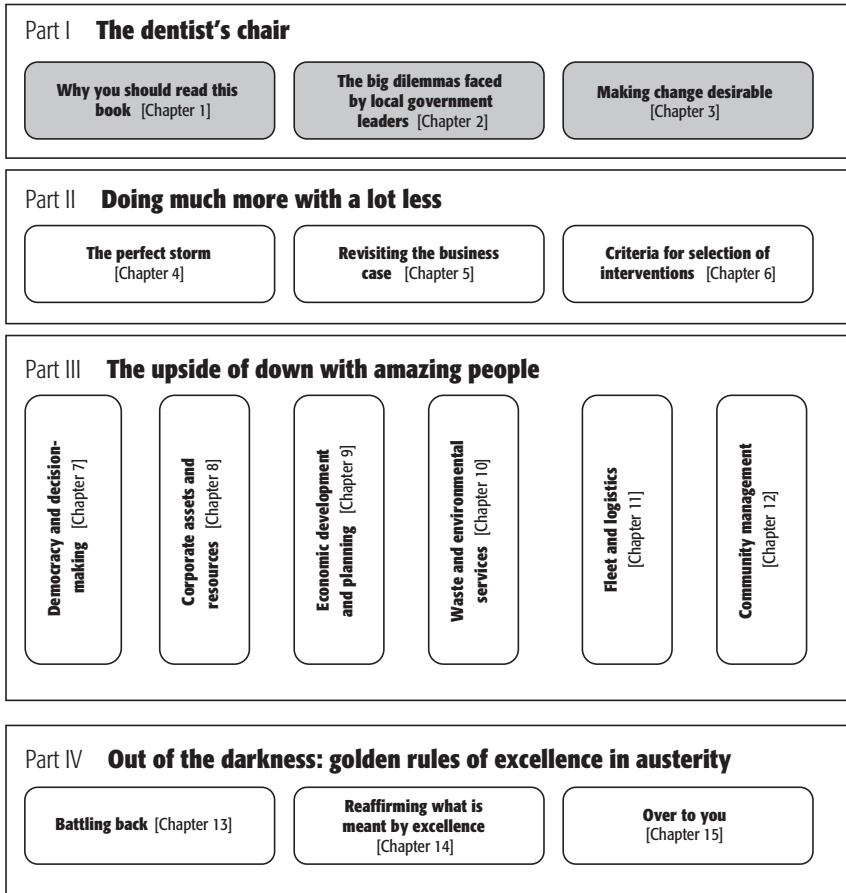 Part I The dentist’s chair
Why you should read this
book [Chapter 1]
The big dilemmas faced
by local government
leaders [Chapter 2]
Making change desirable
[Chapter 3]
Part II Doing much more with a lot less
The perfect storm
[Chapter 4]
Revisiting the business
case [Chapter 5]
Criteria for selection of
interventions [Chapter 6]
Part III The upside of down with amazing people
Democracy and decision-
making [Chapter 7]
Corporate assets and
resources [Chapter 8]
Economic development
and planning [Chapter 9]
Waste and environmental
services [Chapter 10]
Fleet and logistics
[Chapter 11]
Community management
[Chapter 12]
Part IV Out of the darkness: golden rules of excellence in austerity
Battling back [Chapter 13]
Reaffirming what is
meant by excellence
[Chapter 14]
Over to you
[Chapter 15]